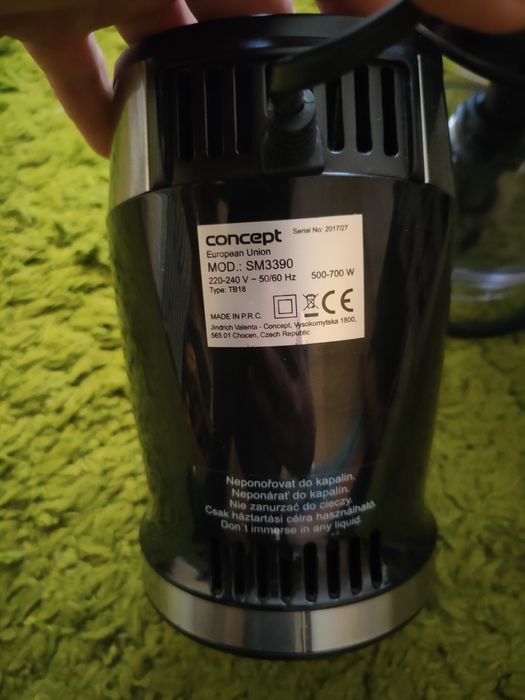 concept
Serial No: 2017/27
European Union
MOD.: SM3390
220-240 V ~ 50/60 Hz 500-700 W
Type: TB18
MADE IN P.R.C.
CE
Jindrich Valenta - Concept, Vysokomytska 1800,
565 01 Chocen, Czech Republic
Neponořovat do kapalin.
Neponárať do kapalín.
Nie zanurzać do cieczy.
Csak háztartási célra használható.
Don´t immerse in any liquid.